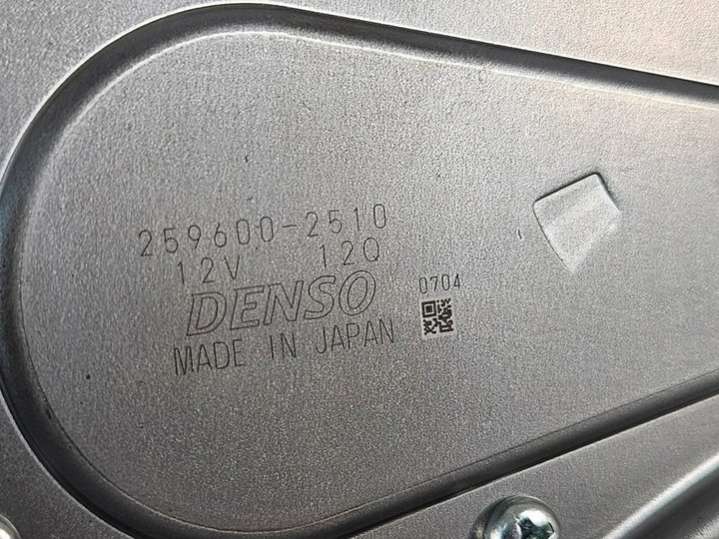 259600-2510
12V 12Q
DENSO
0704
MADE IN JAPAN